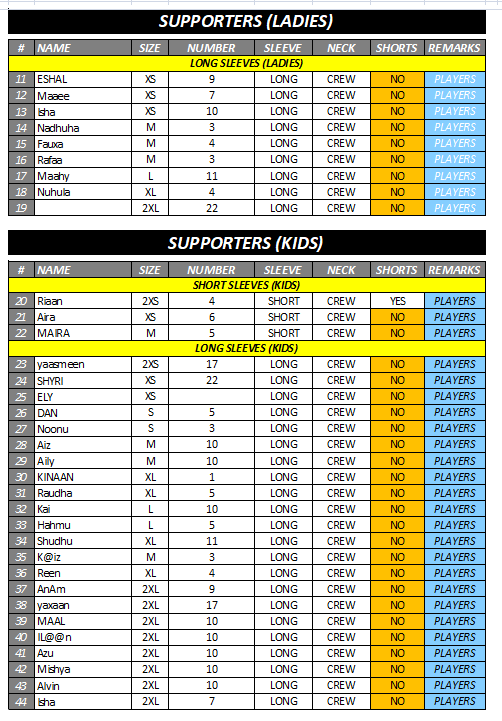 SUPPORTERS (LADIES)
# NAME SIZE NUMBER SLEEVE NECK SHORTS REMARKS
LONG SLEEVES (LADIES)
11 ESHAL XS 9 LONG CREW NO PLAYERS
12 Maaee XS 7 LONG CREW NO PLAYERS
13 Isha XS 10 LONG CREW NO PLAYERS
14 Nadhuha M 3 LONG CREW NO PLAYERS
15 Fauxa M 4 LONG CREW NO PLAYERS
16 Rafaa M 3 LONG CREW NO PLAYERS
17 Maahy L 11 LONG CREW NO PLAYERS
18 Nuhula XL 4 LONG CREW NO PLAYERS
19 2XL 22 LONG CREW NO PLAYERS
SUPPORTERS (KIDS)
# NAME SIZE NUMBER SLEEVE NECK SHORTS REMARKS
SHORT SLEEVES (KIDS)
20 Riaan 2XS 4 SHORT CREW YES PLAYERS
21 Aira XS 6 SHORT CREW NO PLAYERS
22 MAIRA M 5 SHORT CREW NO PLAYERS
LONG SLEEVES (KIDS)
23 yaasmeen 2XS 17 LONG CREW NO PLAYERS
24 SHYRI XS 22 LONG CREW NO PLAYERS
25 ELY XS LONG CREW NO PLAYERS
26 DAN S 5 LONG CREW NO PLAYERS
27 Noonu S 3 LONG CREW NO PLAYERS
28 Aiz M 10 LONG CREW NO PLAYERS
29 Aily M 10 LONG CREW NO PLAYERS
30 KINAAN XL 1 LONG CREW NO PLAYERS
31 Raudha XL 5 LONG CREW NO PLAYERS
32 Kai L 10 LONG CREW NO PLAYERS
33 Hahmu L 5 LONG CREW NO PLAYERS
34 Shudhu XL 11 LONG CREW NO PLAYERS
35 K@iz M 3 LONG CREW NO PLAYERS
36 Reen XL 4 LONG CREW NO PLAYERS
37 AnAm 2XL 9 LONG CREW NO PLAYERS
38 yaxaan 2XL 17 LONG CREW NO PLAYERS
39 MAAL 2XL 10 LONG CREW NO PLAYERS
40 IL@@n 2XL 10 LONG CREW NO PLAYERS
41 Azu 2XL 10 LONG CREW NO PLAYERS
42 Mishya 2XL 10 LONG CREW NO PLAYERS
43 Alvin 2XL 10 LONG CREW NO PLAYERS
44 Isha 2XL 7 LONG CREW NO PLAYERS